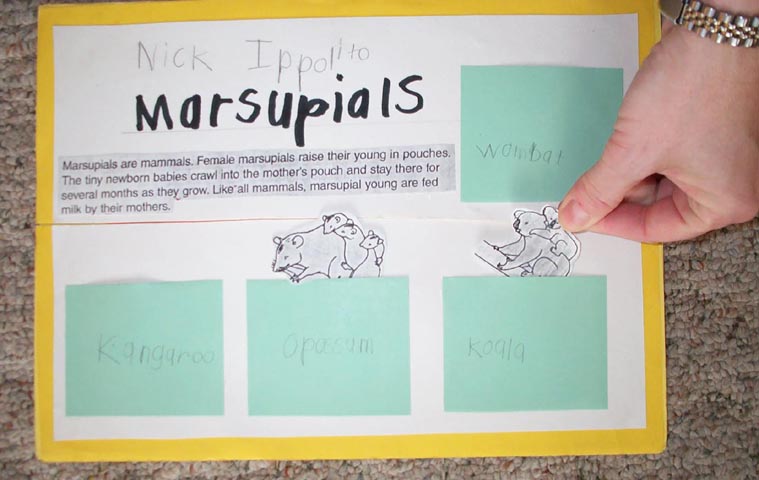 Nick Ippolito
Marsupials
Marsupials are mammals. Female marsupials raise their young in pouches.
The tiny newborn babies crawl into the mother's pouch and stay there for
several months as they grow. Like all mammals, marsupial young are fed
milk by their mothers.
Wombat
Kangaroo
Opossum
Koala